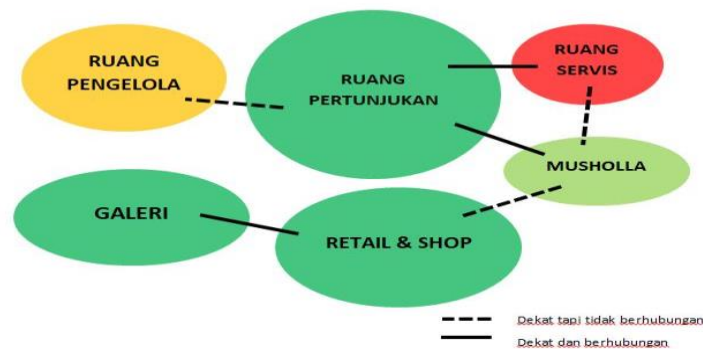 RUANG
PENGELOLA
RUANG
PERTUNJUKAN
RUANG
SERVIS
MUSHOLLA
GALERI
RETAIL & SHOP
Dekat tapi tidak berhubungan
Dekat dan berhubungan